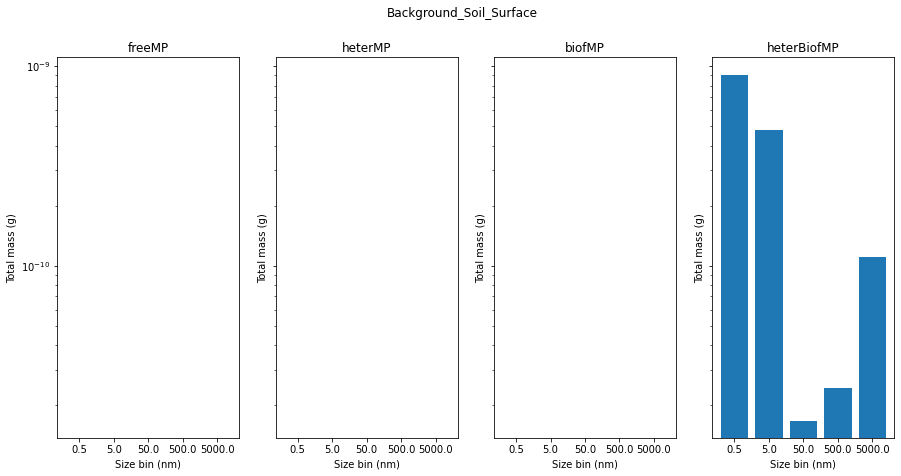 Background_Soil_Surface
freeMP
heterMP
biofMP
heterBiofMP
10⁻⁹
10⁻¹⁰
Total mass (g)
Total mass (g)
Total mass (g)
Total mass (g)
0.5 5.0 50.0 500.0 5000.0
0.5 5.0 50.0 500.0 5000.0
0.5 5.0 50.0 500.0 5000.0
0.5 5.0 50.0 500.0 5000.0
Size bin (nm)
Size bin (nm)
Size bin (nm)
Size bin (nm)